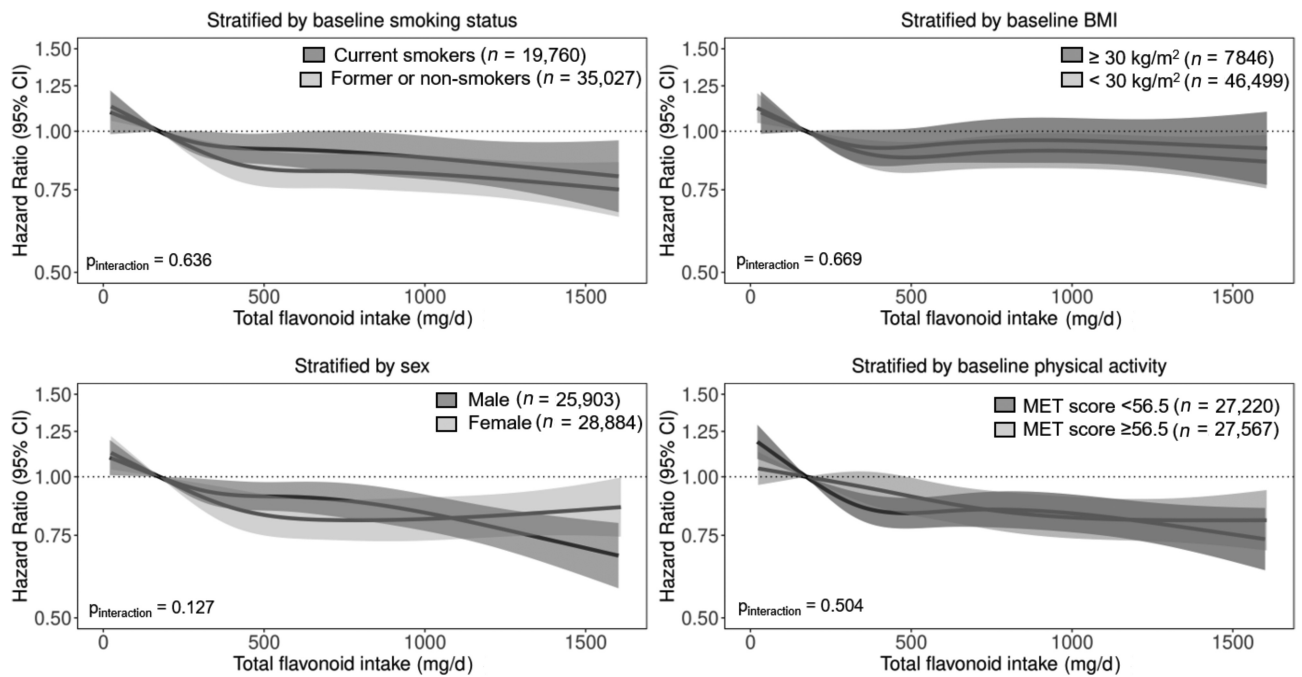 Stratified by baseline smoking status
Current smokers (n = 19,760)
Former or non-smokers (n = 35,027)
Hazard Ratio (95% CI)
1.50
1.25
1.00
0.75
0.50
pinteraction = 0.636
0 500 1000 1500
Total flavonoid intake (mg/d)
Stratified by baseline BMI
≥ 30 kg/m² (n = 7846)
< 30 kg/m² (n = 46,499)
Hazard Ratio (95% CI)
1.50
1.25
1.00
0.75
0.50
pinteraction = 0.669
0 500 1000 1500
Total flavonoid intake (mg/d)
Stratified by sex
Male (n = 25,903)
Female (n = 28,884)
Hazard Ratio (95% CI)
1.50
1.25
1.00
0.75
0.50
pinteraction = 0.127
0 500 1000 1500
Total flavonoid intake (mg/d)
Stratified by baseline physical activity
MET score <56.5 (n = 27,220)
MET score ≥56.5 (n = 27,567)
Hazard Ratio (95% CI)
1.50
1.25
1.00
0.75
0.50
pinteraction = 0.504
0 500 1000 1500
Total flavonoid intake (mg/d)